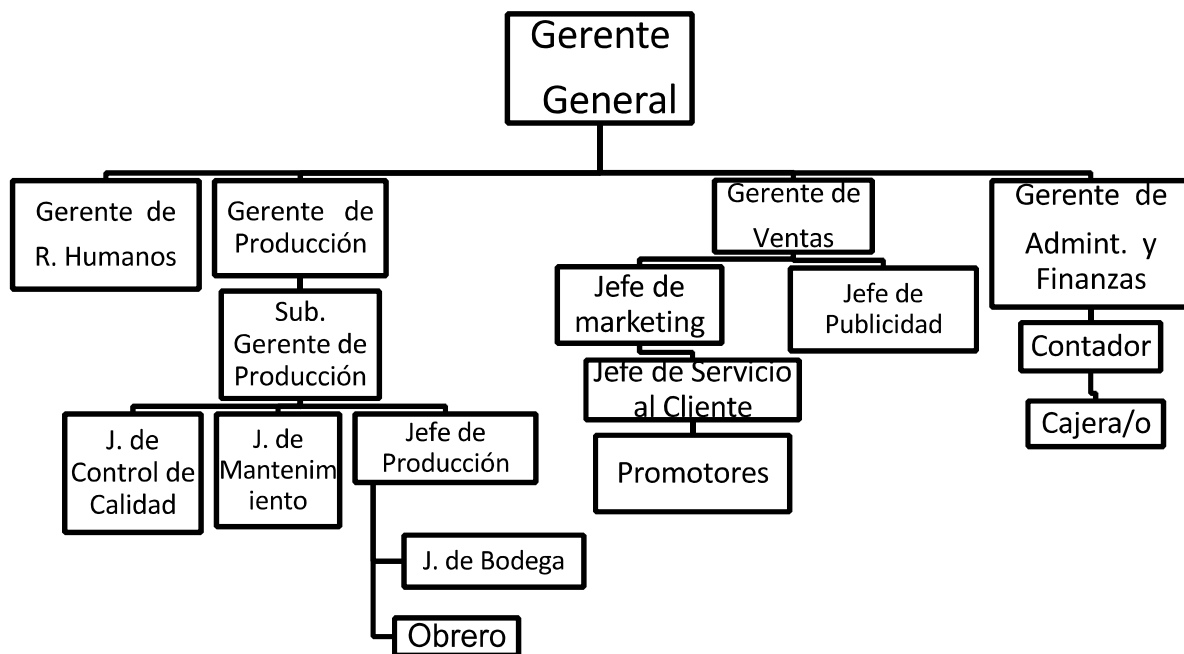 Gerente
General
Gerente de
R. Humanos
Gerente de
Producción
Gerente de
Ventas
Gerente de
Admint. y
Finanzas
Sub.
Gerente de
Producción
Jefe de
marketing
Jefe de
Publicidad
Contador
Jefe de Servicio
al Cliente
Cajera/o
J. de
Control de
Calidad
J. de
Mantenim
iento
Jefe de
Producción
Promotores
J. de Bodega
Obrero